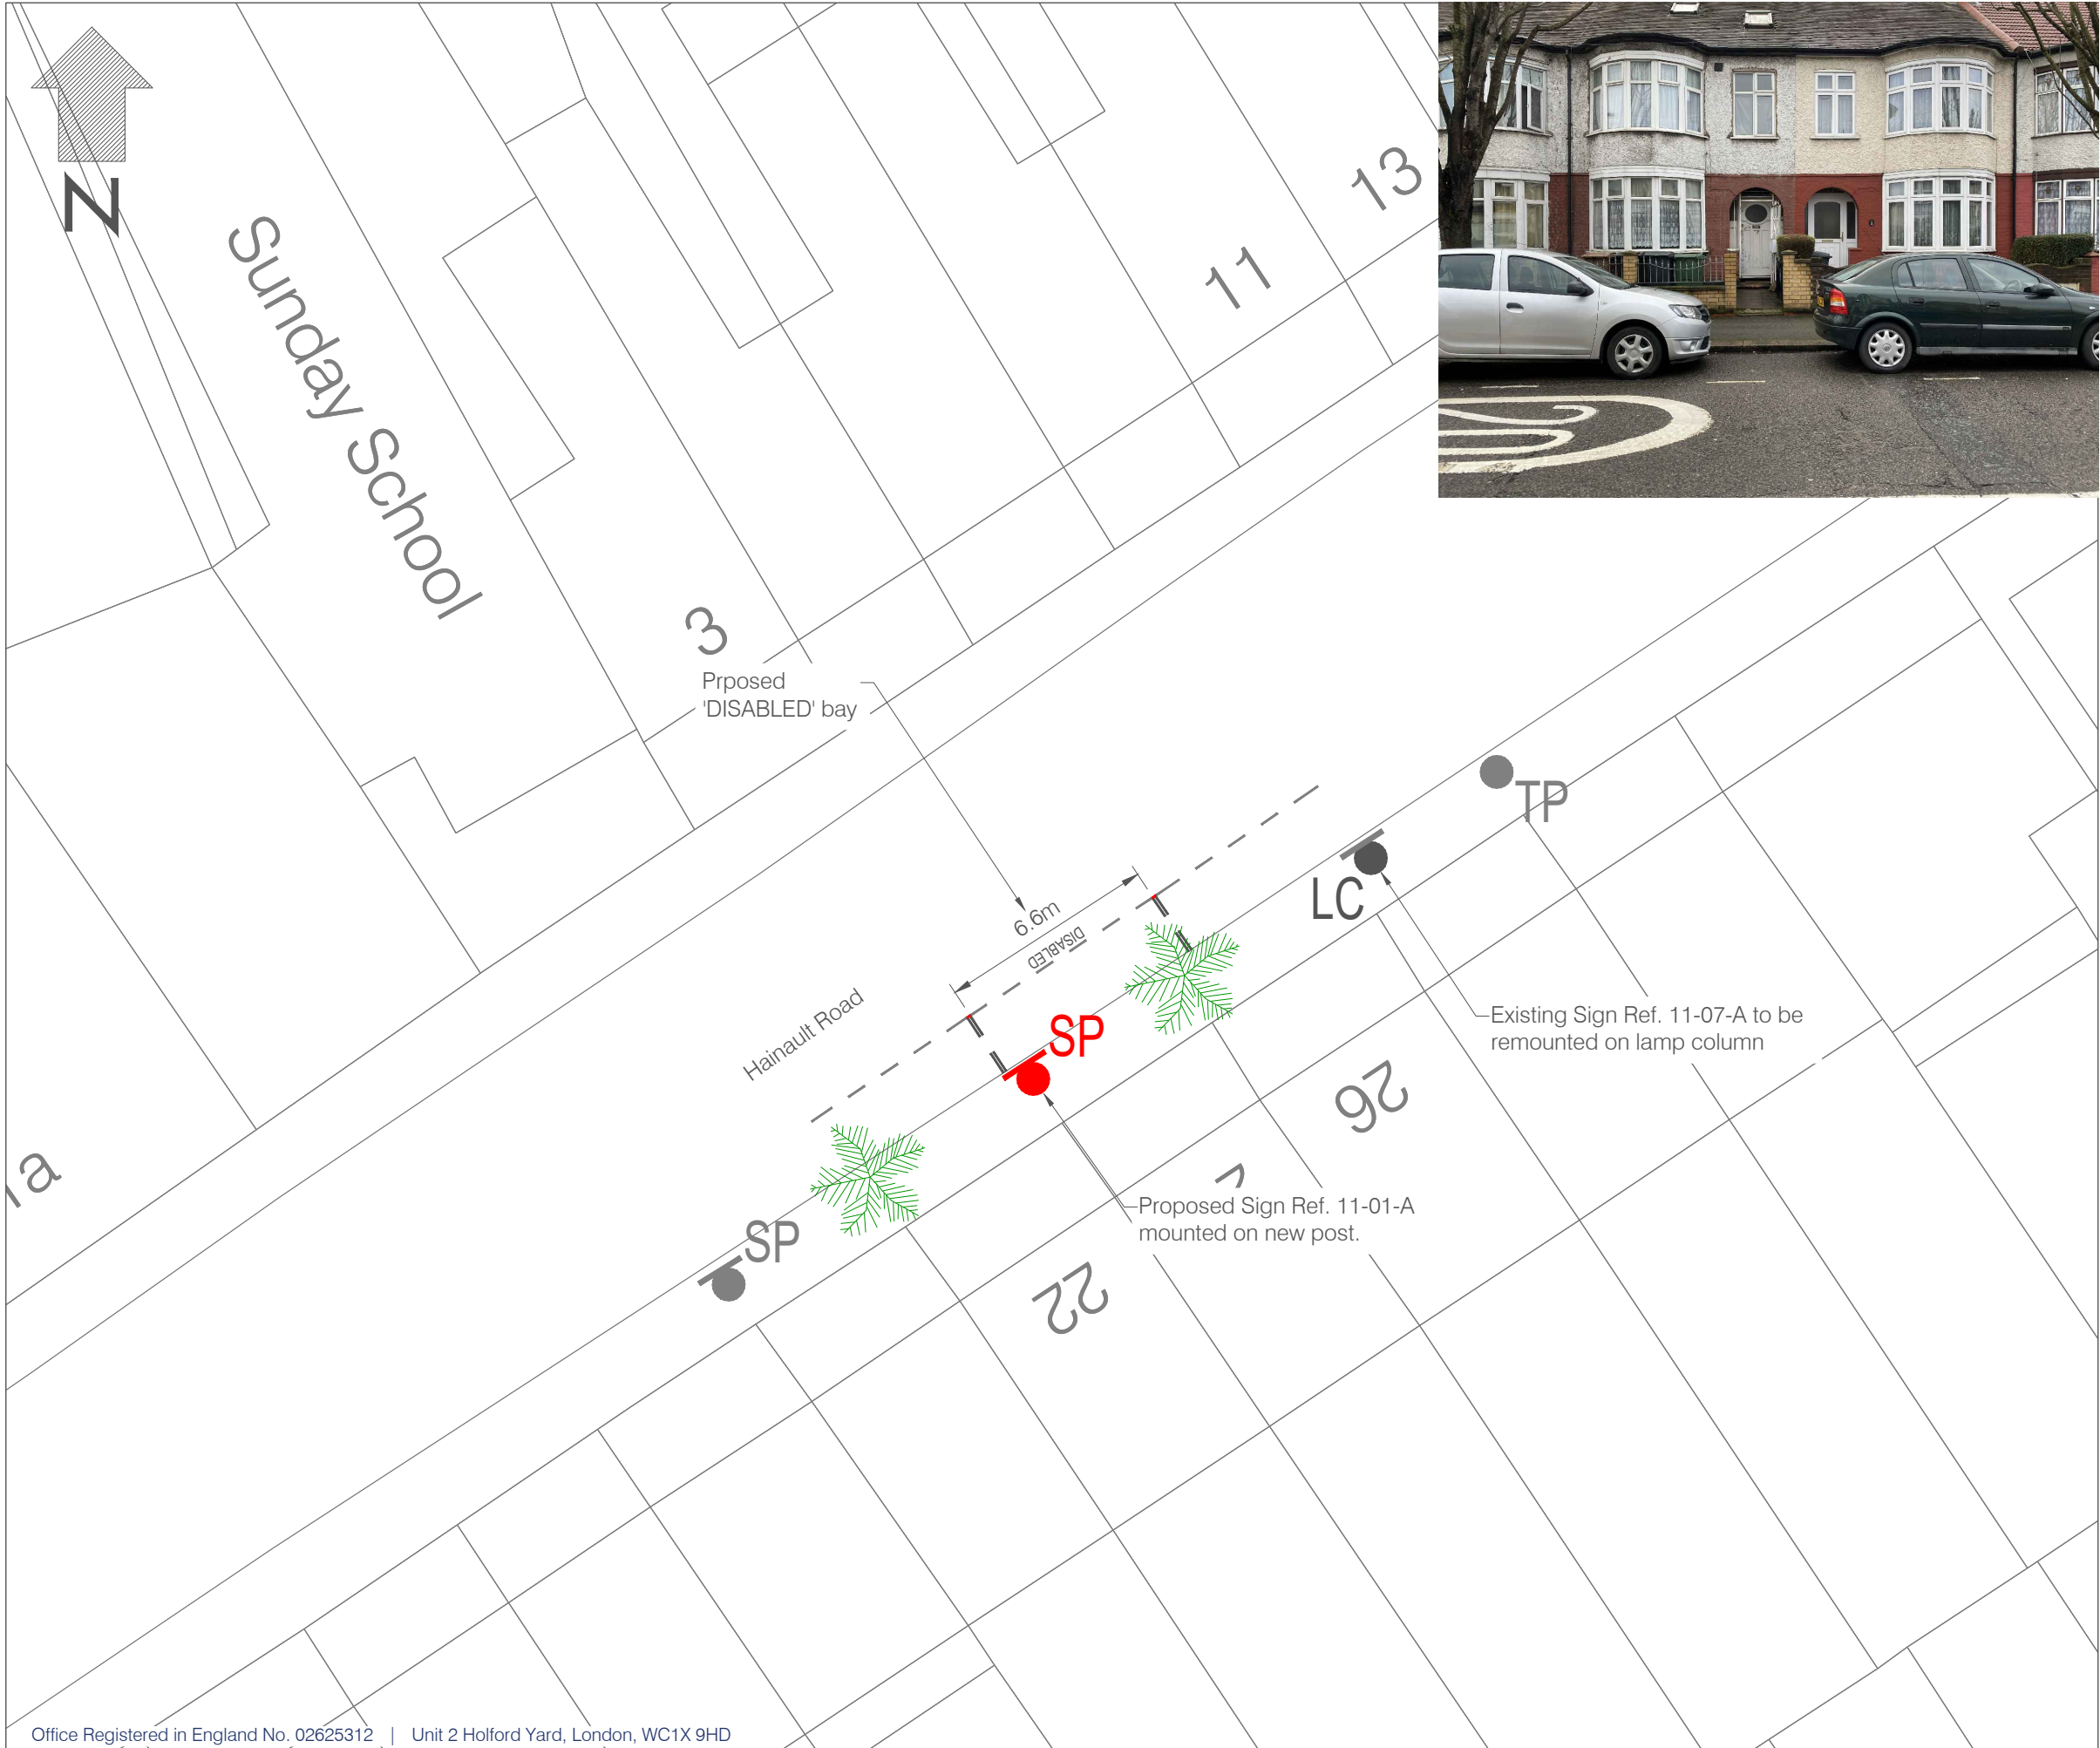 N
Sunday School
13
11
3
Prposed
'DISABLED' bay
TP
LC
6.6m
DISABLED
Hainault Road
SP
Existing Sign Ref. 11-07-A to be
remounted on lamp column
26
1a
Proposed Sign Ref. 11-01-A
mounted on new post.
SP
22
Office Registered in England No. 02625312 | Unit 2 Holford Yard, London, WC1X 9HD